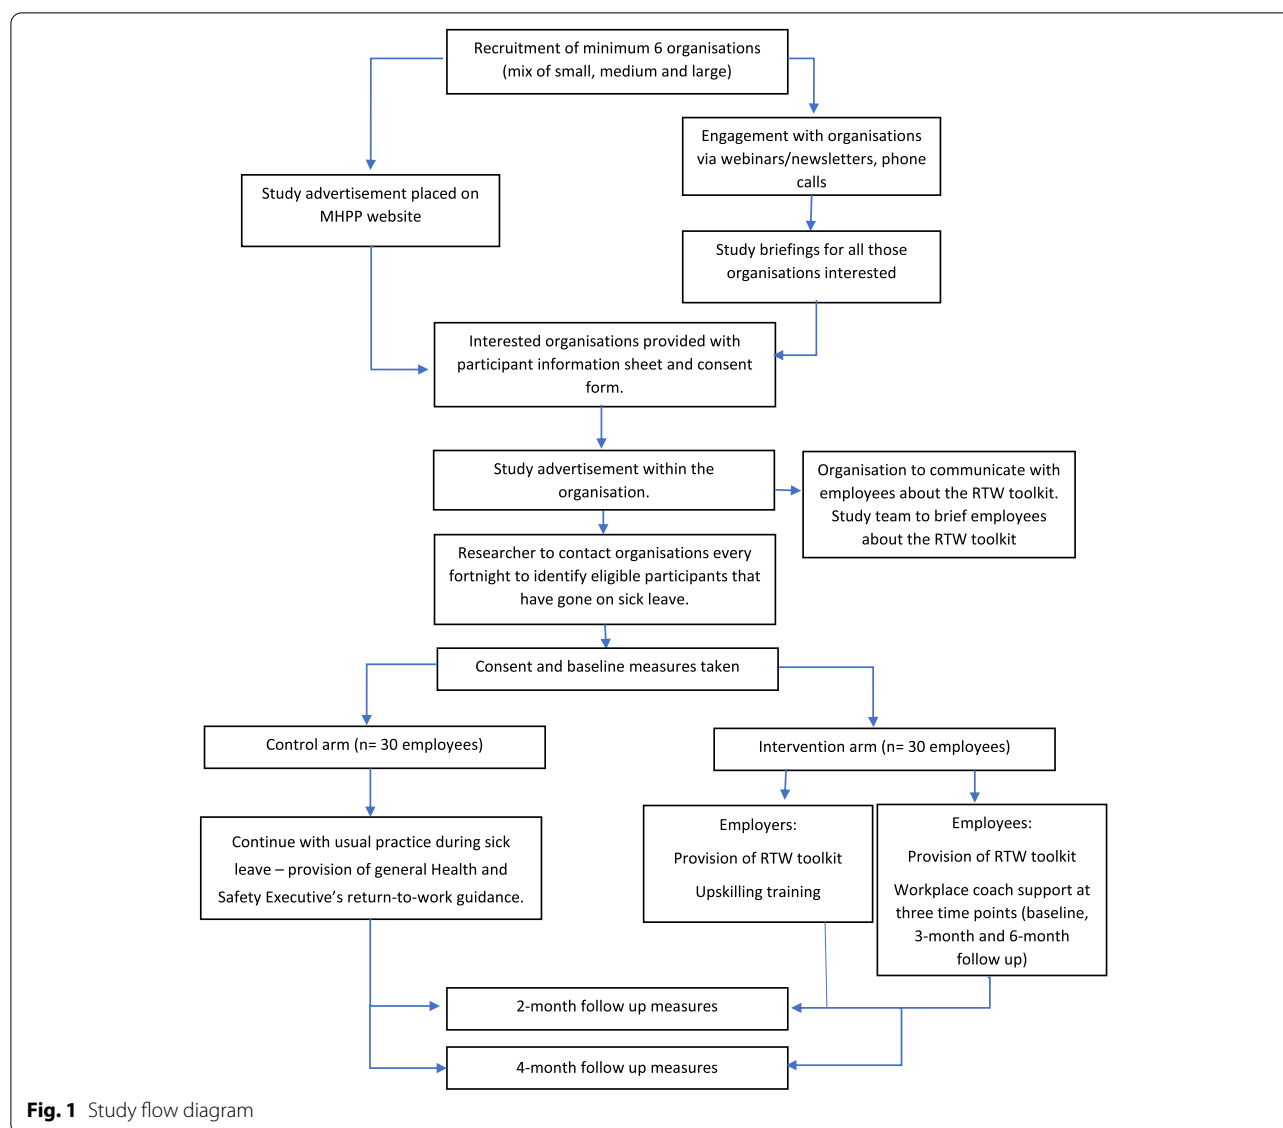 Recruitment of minimum 6 organisations
(mix of small, medium and large)
Engagement with organisations
via webinars/newsletters, phone
calls
Study advertisement placed on
MHPP website
Study briefings for all those
organisations interested
Interested organisations provided with
participant information sheet and consent
form.
Study advertisement within the
organisation.
Organisation to communicate with
employees about the RTW toolkit.
Study team to brief employees
about the RTW toolkit
Researcher to contact organisations every
fortnight to identify eligible participants that
have gone on sick leave.
Consent and baseline measures taken
Control arm (n= 30 employees)
Intervention arm (n= 30 employees)
Continue with usual practice during sick
leave – provision of general Health and
Safety Executive's return-to-work guidance.
Employers:
Provision of RTW toolkit
Upskilling training
Employees:
Provision of RTW toolkit
Workplace coach support at
three time points (baseline,
3-month and 6-month
follow up)
2-month follow up measures
4-month follow up measures
Fig. 1 Study flow diagram